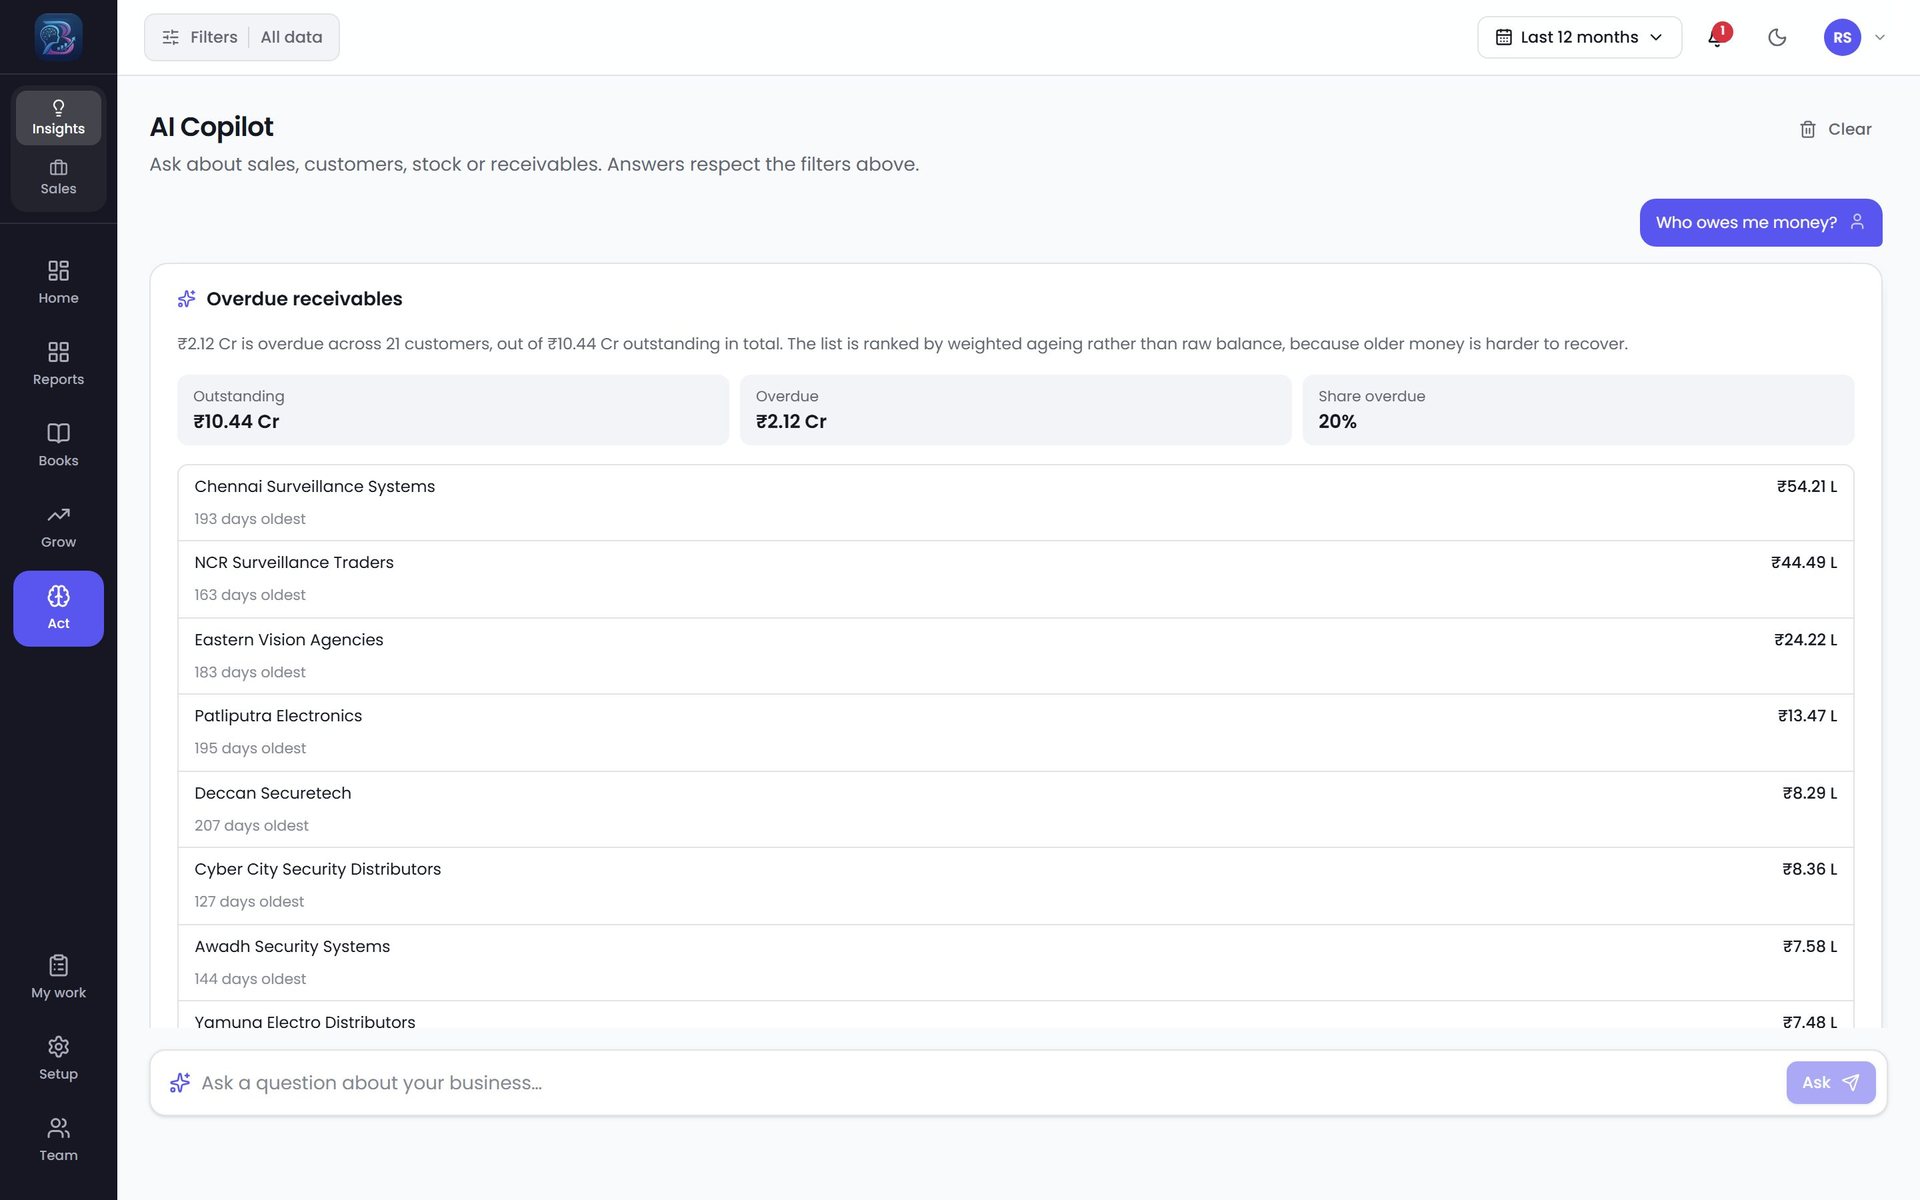 Filters
All data
Last 12 months
1
RS
Insights
Sales
Home
Reports
Books
Grow
Act
My work
Setup
Team
AI Copilot
Clear
Ask about sales, customers, stock or receivables. Answers respect the filters above.
Who owes me money?
Overdue receivables
₹2.12 Cr is overdue across 21 customers, out of ₹10.44 Cr outstanding in total. The list is ranked by weighted ageing rather than raw balance, because older money is harder to recover.
Outstanding
₹10.44 Cr
Overdue
₹2.12 Cr
Share overdue
20%
Chennai Surveillance Systems
₹54.21 L
193 days oldest
NCR Surveillance Traders
₹44.49 L
163 days oldest
Eastern Vision Agencies
₹24.22 L
183 days oldest
Patliputra Electronics
₹13.47 L
195 days oldest
Deccan Securetech
₹8.29 L
207 days oldest
Cyber City Security Distributors
₹8.36 L
127 days oldest
Awadh Security Systems
₹7.58 L
144 days oldest
Yamuna Electro Distributors
₹7.48 L
Ask a question about your business...
Ask